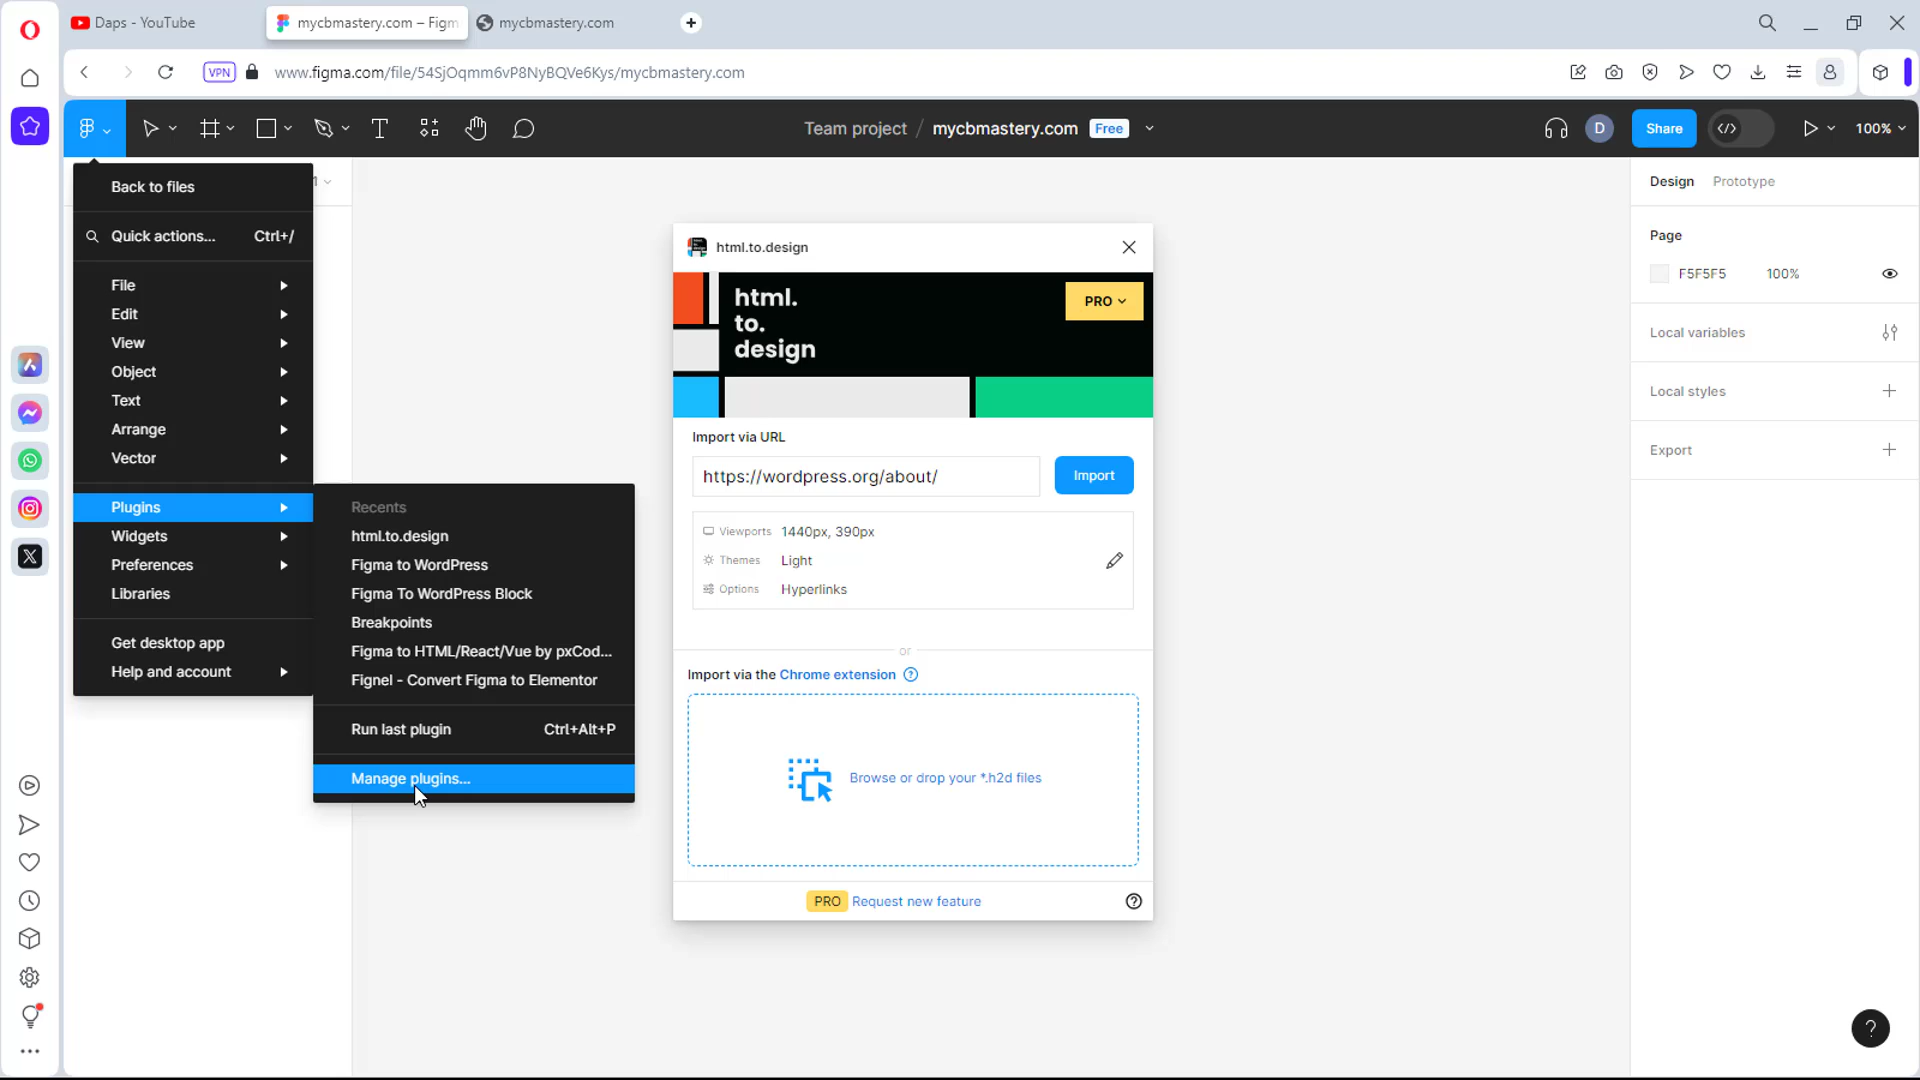 Daps - YouTube
mycbmastery.com – Figm
mycbmastery.com
VPN
www.figma.com/file/54SjOqmm6vP8NyBQVe6Kys/mycbmastery.com
Team project / mycbmastery.com Free
D
Share
100%
Back to files
1
Quick actions... Ctrl+/
File
Edit
View
Object
Text
Arrange
Vector
Plugins
Widgets
Preferences
Libraries
Get desktop app
Help and account
Recents
html.to.design
Figma to WordPress
Figma To WordPress Block
Breakpoints
Figma to HTML/React/Vue by pxCod...
Fignel - Convert Figma to Elementor
Run last plugin Ctrl+Alt+P
Manage plugins...
html.to.design
html.
to.
design
PRO
Import via URL
https://wordpress.org/about/
Import
Viewports 1440px, 390px
Themes Light
Options Hyperlinks
or
Import via the Chrome extension ?
Browse or drop your *.h2d files
PRO Request new feature
?
Design Prototype
Page
F5F5F5 100%
Local variables
Local styles
Export
?